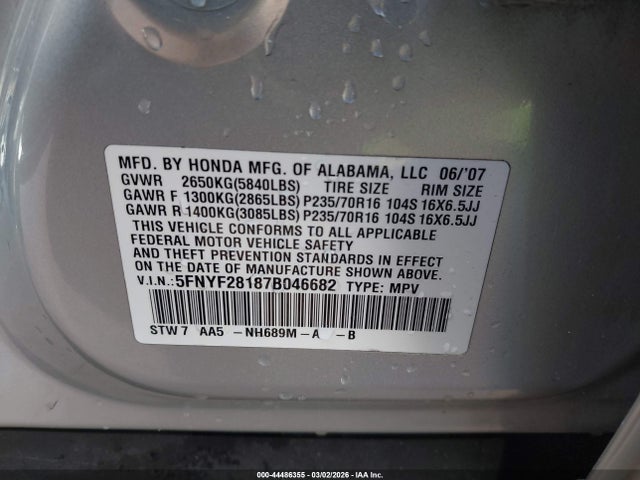 MFD. BY HONDA MFG. OF ALABAMA, LLC 06/'07
GVWR 2650KG(5840LBS) TIRE SIZE RIM SIZE
GAWR F 1300KG(2865LBS) P235/70R16 104S 16X6.5JJ
GAWR R 1400KG(3085LBS) P235/70R16 104S 16X6.5JJ
THIS VEHICLE CONFORMS TO ALL APPLICABLE
FEDERAL MOTOR VEHICLE SAFETY
AND THEFT PREVENTION STANDARDS IN EFFECT
ON THE DATE OF MANUFACTURE SHOWN ABOVE.
V.I.N.: 5FNYF28187B046682 TYPE: MPV
STW7 AA5 -NH689M-A -B
000-44486355 - 03/02/2026 - IAA Inc.